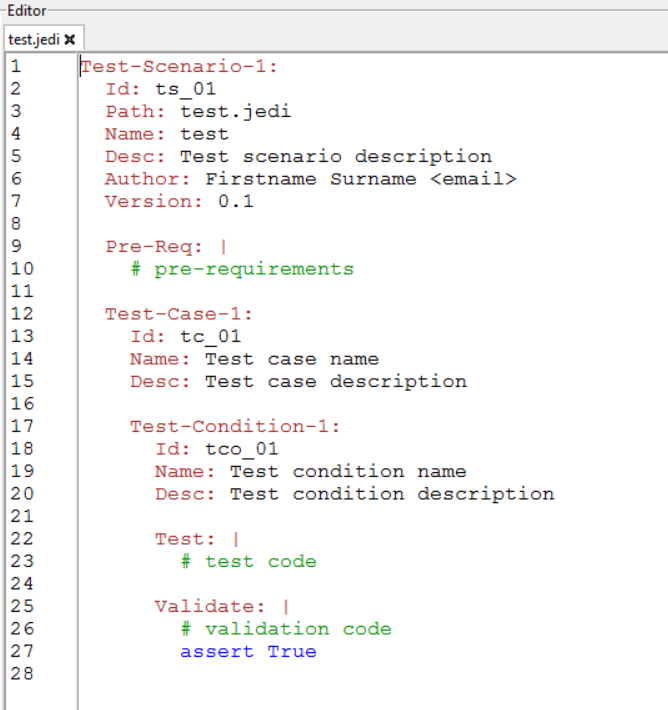 Editor
test.jedi ✖
1 Test-Scenario-1:
2   Id: ts_01
3   Path: test.jedi
4   Name: test
5   Desc: Test scenario description
6   Author: Firstname Surname <email>
7   Version: 0.1
8
9   Pre-Req: |
10     # pre-requirements
11
12   Test-Case-1:
13     Id: tc_01
14     Name: Test case name
15     Desc: Test case description
16
17     Test-Condition-1:
18       Id: tco_01
19       Name: Test condition name
20       Desc: Test condition description
21
22       Test: |
23         # test code
24
25       Validate: |
26         # validation code
27         assert True
28